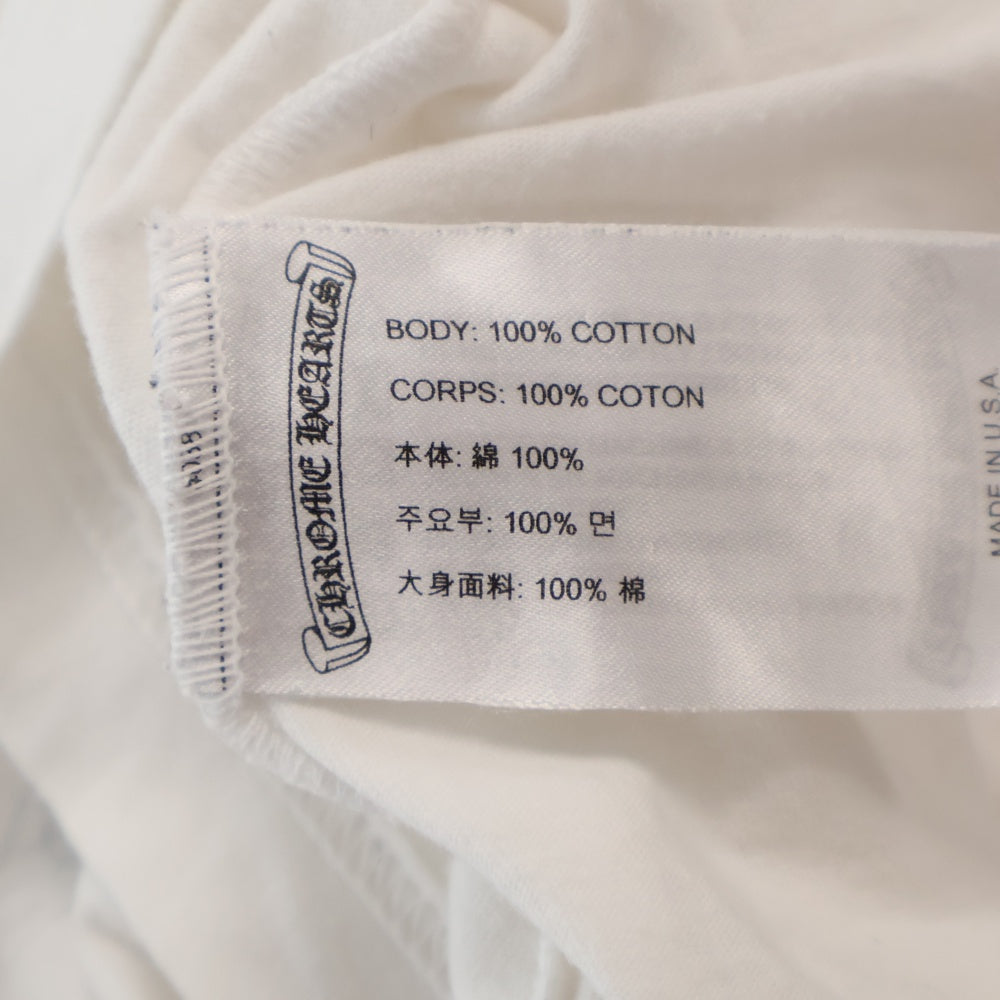 CHROME HEARTS
BODY: 100% COTTON
CORPS: 100% COTON
本体: 綿 100%
주요부: 100% 면
大身面料: 100% 棉
MADE IN U.S.A.